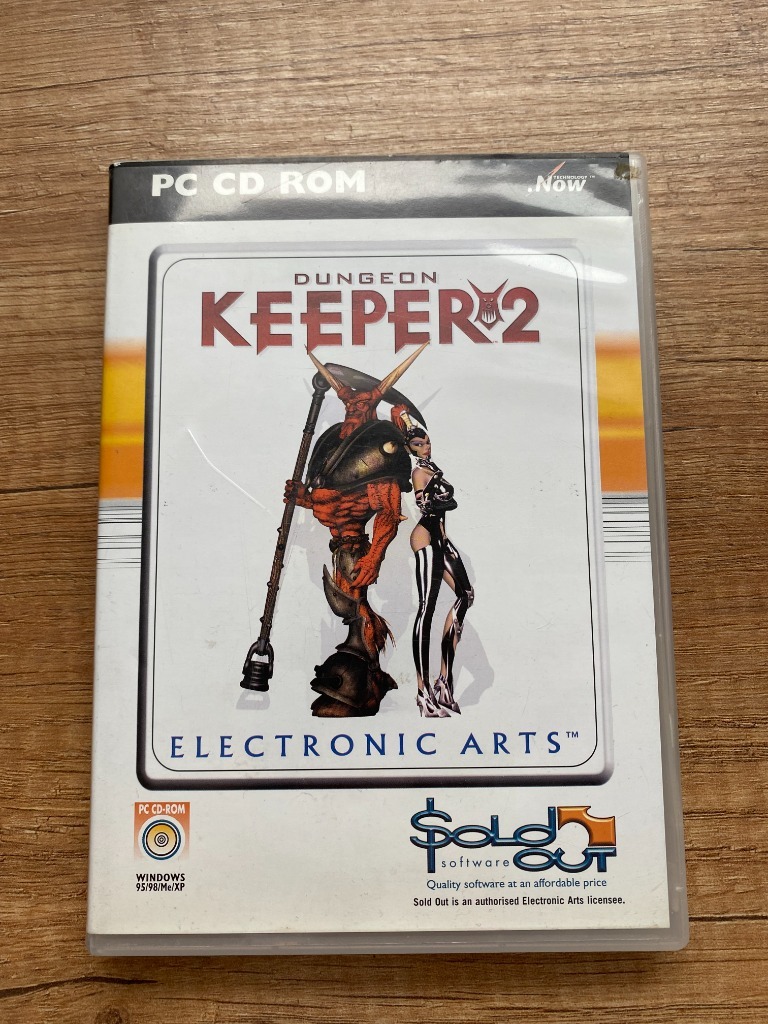 PC CD ROM
TECHNOLOGY™
.Now
DUNGEON
KEEPER 2
ELECTRONIC ARTS™
PC CD-ROM
WINDOWS
95/98/Me/XP
SOLD
software OUT
Quality software at an affordable price
Sold Out is an authorised Electronic Arts licensee.